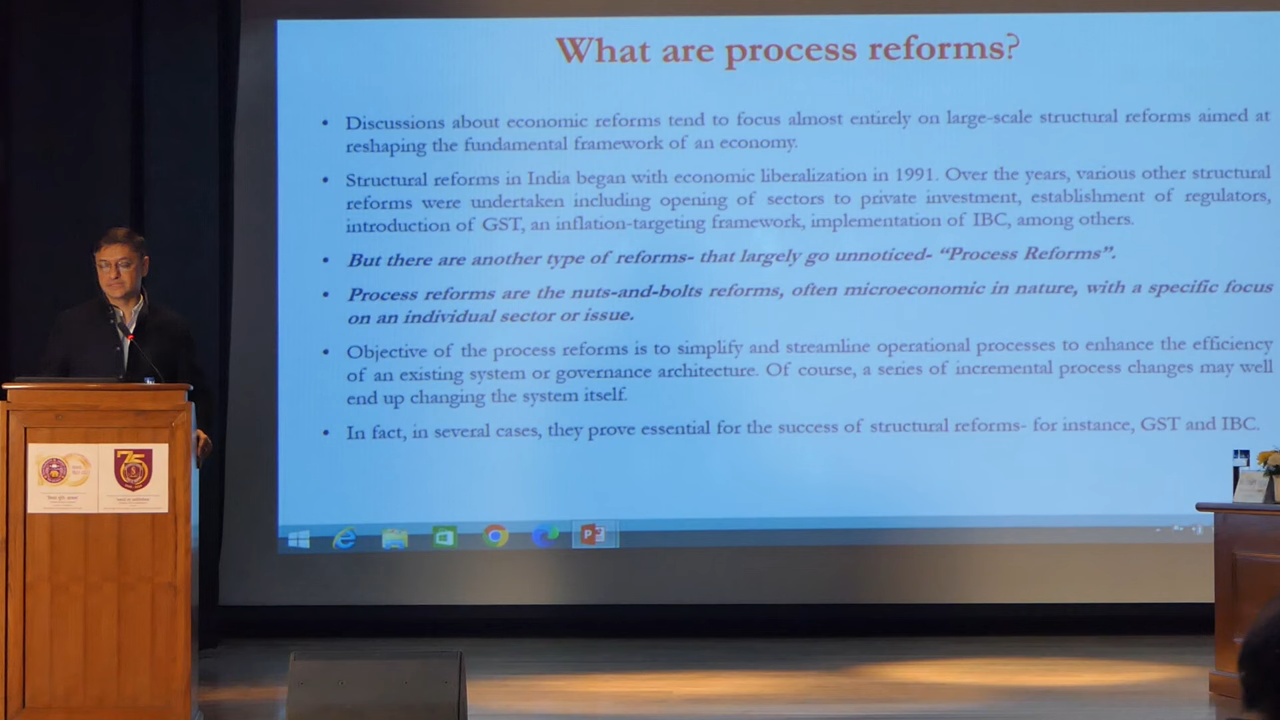 What are process reforms?
• Discussions about economic reforms tend to focus almost entirely on large-scale structural reforms aimed at
reshaping the fundamental framework of an economy.
• Structural reforms in India began with economic liberalization in 1991. Over the years, various other structural
reforms were undertaken including opening of sectors to private investment, establishment of regulators,
introduction of GST, an inflation-targeting framework, implementation of IBC, among others.
• But there are another type of reforms- that largely go unnoticed- “Process Reforms”.
• Process reforms are the nuts-and-bolts reforms, often microeconomic in nature, with a specific focus
on an individual sector or issue.
• Objective of the process reforms is to simplify and streamline operational processes to enhance the efficiency
of an existing system or governance architecture. Of course, a series of incremental process changes may well
end up changing the system itself.
• In fact, in several cases, they prove essential for the success of structural reforms- for instance, GST and IBC.
75